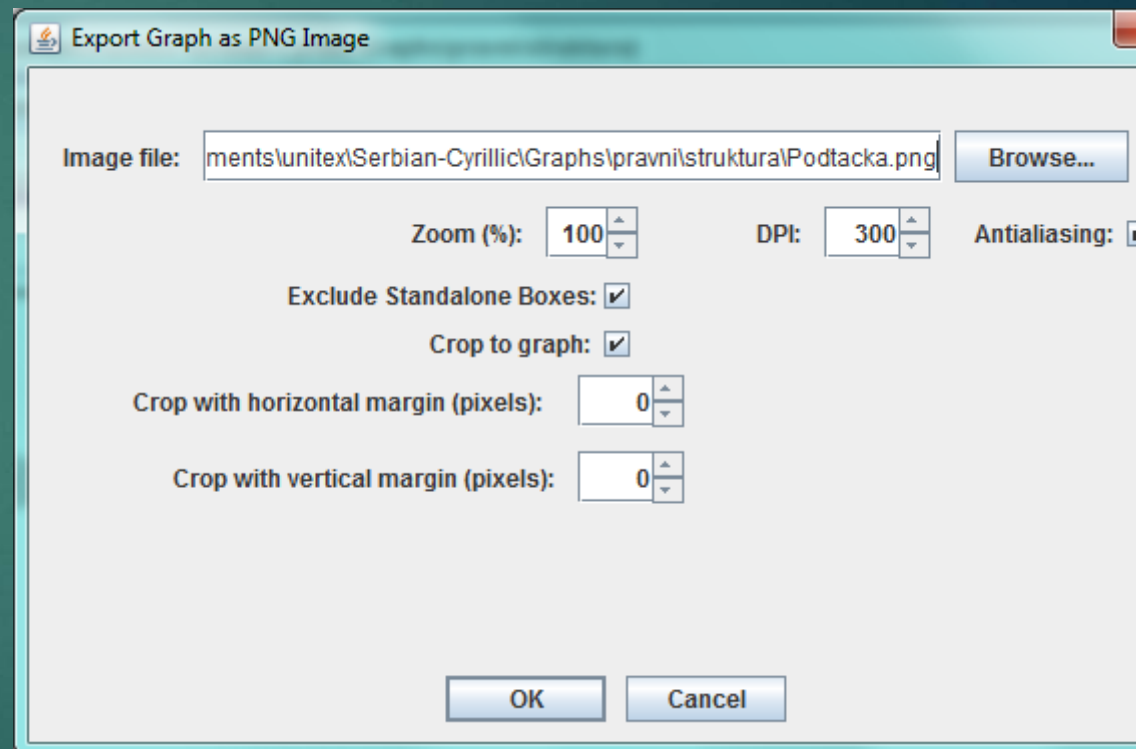 Export Graph as PNG Image
Image file: ments\unitex\Serbian-Cyrillic\Graphs\pravni\struktura\Podtacka.png Browse...
Zoom (%): 100 DPI: 300 Antialiasing:
Exclude Standalone Boxes:
Crop to graph:
Crop with horizontal margin (pixels): 0
Crop with vertical margin (pixels): 0
OK Cancel